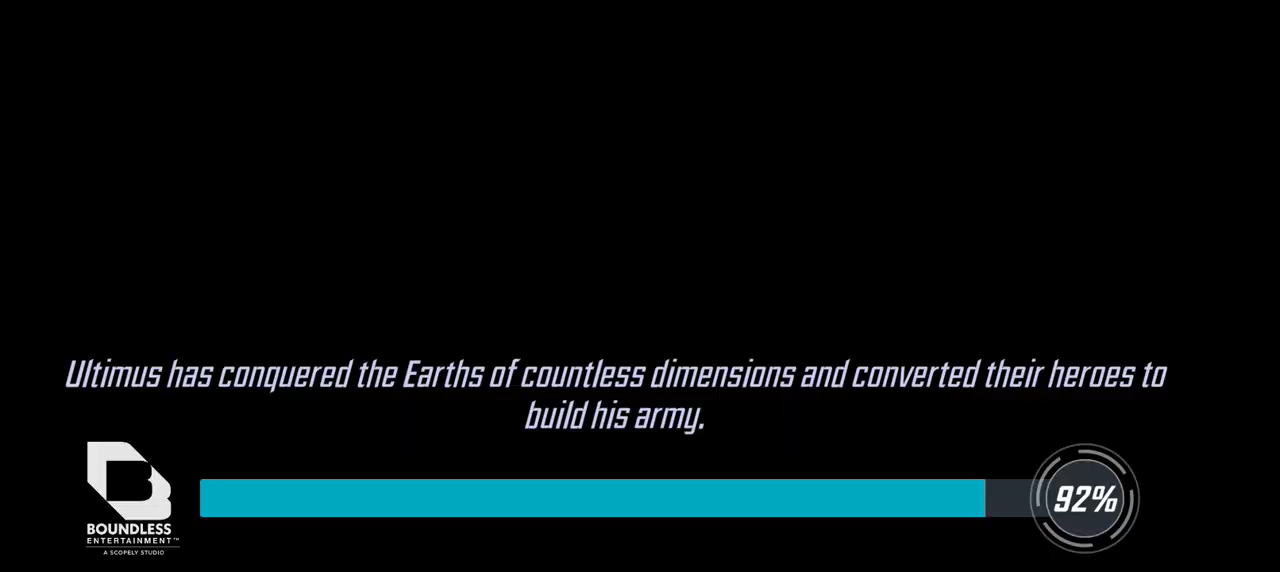 Ultimus has conquered the Earths of countless dimensions and converted their heroes to
build his army.
92%
BOUNDLESS
ENTERTAINMENT™
A SCOPELY STUDIO